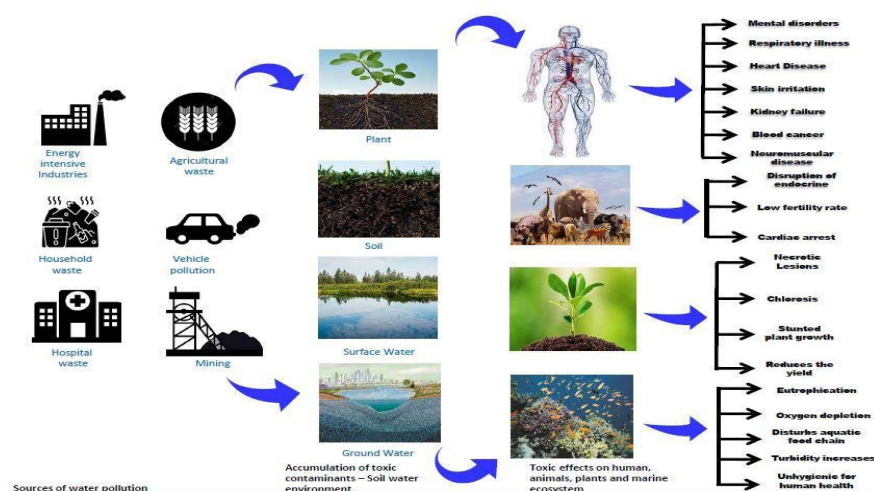 Energy
intensive
Industries
Agricultural
waste
Household
waste
Vehicle
pollution
Hospital
waste
Mining
Sources of water pollution
Plant
Soil
Surface Water
Ground Water
Accumulation of toxic
contaminants – Soil water
environment
Toxic effects on human,
animals, plants and marine
ecosystem
Mental disorders
Respiratory illness
Heart Disease
Skin irritation
Kidney failure
Blood cancer
Neuromuscular
disease
Disruption of
endocrine
Low fertility rate
Cardiac arrest
Necrotic
Lesions
Chlorosis
Stunted
plant growth
Reduces the
yield
Eutrophication
Oxygen depletion
Disturbs aquatic
food chain
Turbidity increases
Unhygienic for
human health